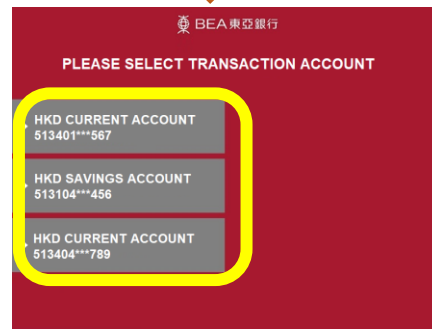 BEA東亞銀行
PLEASE SELECT TRANSACTION ACCOUNT
HKD CURRENT ACCOUNT
513401***567
HKD SAVINGS ACCOUNT
513104***456
HKD CURRENT ACCOUNT
513404***789